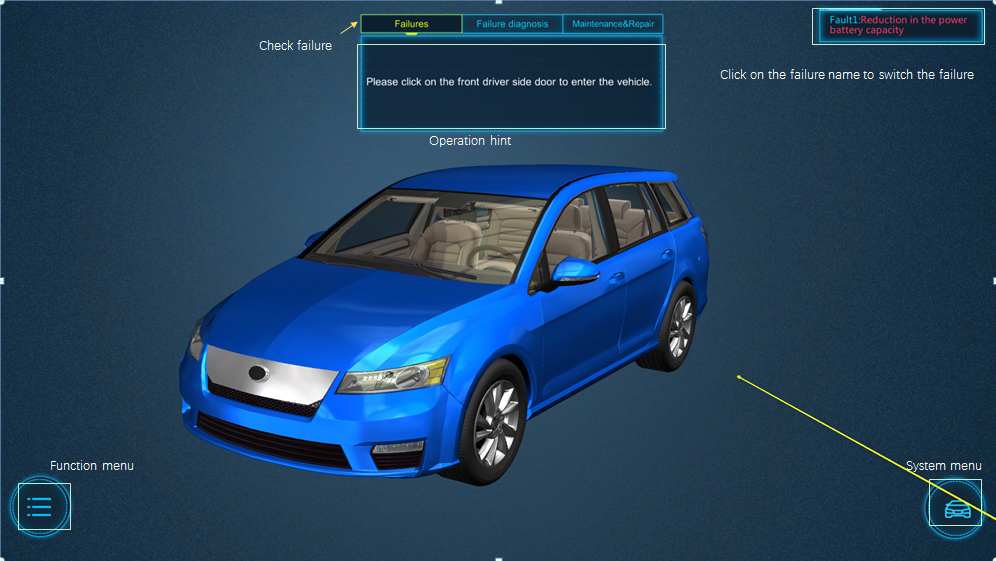 Failures
Failure diagnosis
Maintenance&Repair
Fault1:Reduction in the power
battery capacity
Check failure
Please click on the front driver side door to enter the vehicle.
Click on the failure name to switch the failure
Operation hint
Function menu
System menu